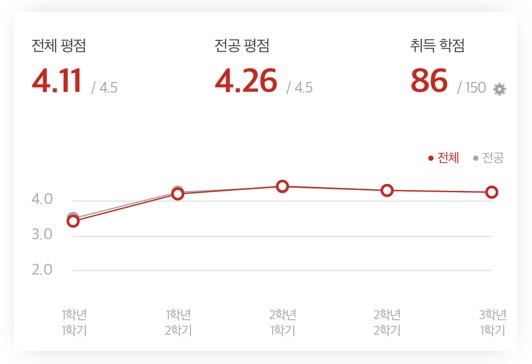 전체 평점 전공 평점 취득 학점
4.11 / 4.5 4.26 / 4.5 86 / 150
전체 전공
4.0
3.0
2.0
1학년 1학년 2학년 2학년 3학년
1학기 2학기 1학기 2학기 1학기